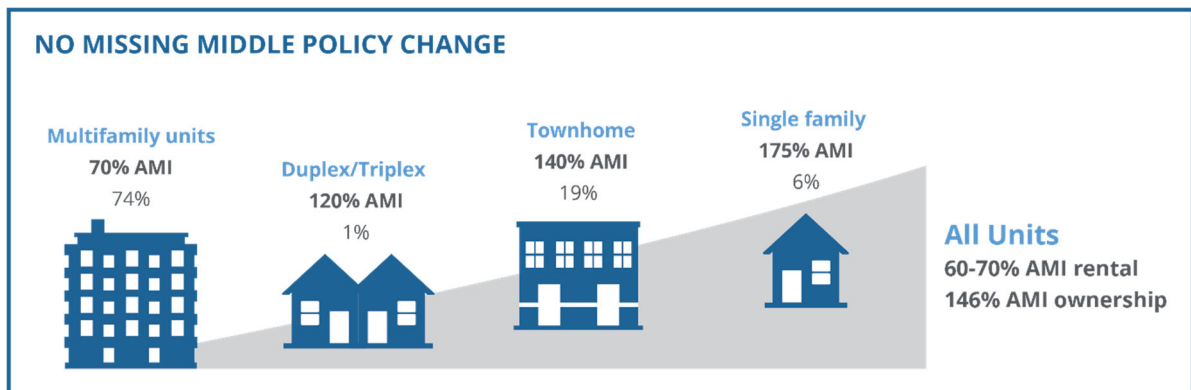 NO MISSING MIDDLE POLICY CHANGE
Multifamily units
70% AMI
74%
Duplex/Triplex
120% AMI
1%
Townhome
140% AMI
19%
Single family
175% AMI
6%
All Units
60-70% AMI rental
146% AMI ownership